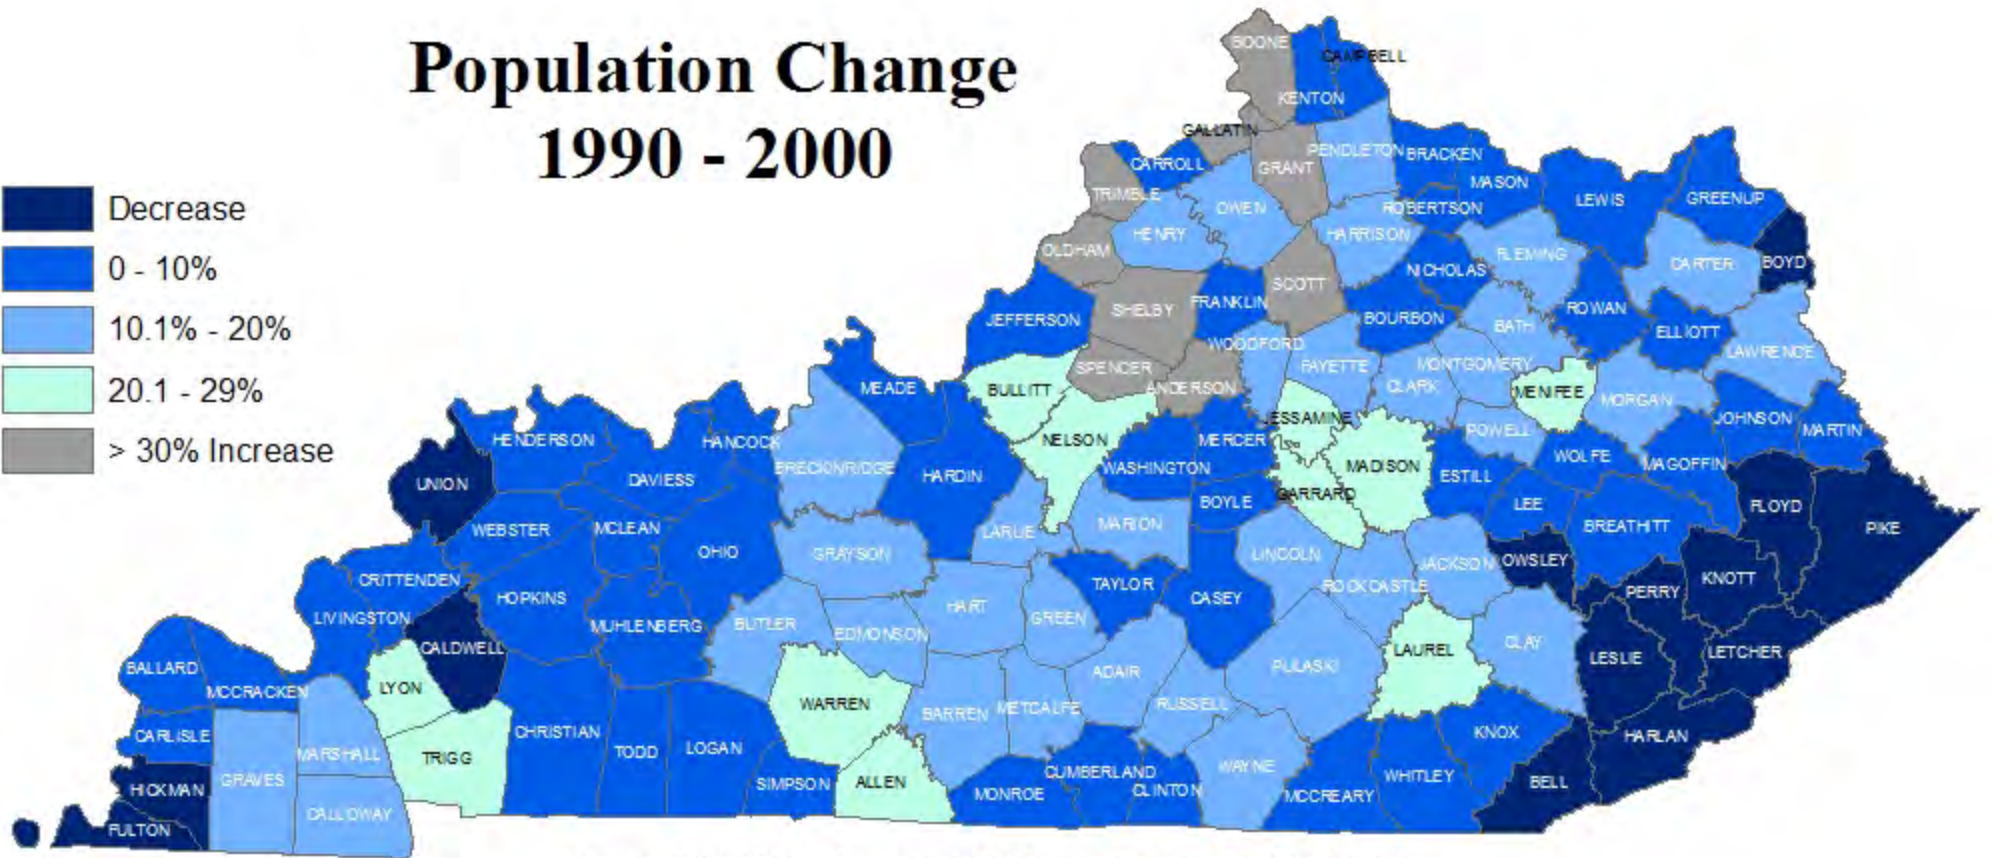 Population Change
1990 - 2000
Decrease
0 - 10%
10.1% - 20%
20.1 - 29%
> 30% Increase
BOONE
CAMPBELL
KENTON
GALLATIN
CARROLL
GRANT
PENDLETON
BRACKEN
MASON
TRIMBLE
OWEN
ROBERTSON
LEWIS
GREENUP
HENRY
HARRISON
OLDHAM
FLEMING
CARTER
BOYD
NICHOLAS
SCOTT
SHELBY
FRANKLIN
ROWAN
JEFFERSON
BOURBON
BATH
ELLIOTT
WOODFORD
LAWRENCE
SPENCER
FAYETTE
MONTGOMERY
ANDERSON
CLARK
MENIFEE
MORGAN
BULLITT
MEADE
JESSAMINE
JOHNSON
MARTIN
HENDERSON
HANCOCK
NELSON
MERCER
POWELL
BRECKINRIDGE
WASHINGTON
MADISON
WOLFE
MAGOFFIN
UNION
DAVIESS
HARDIN
ESTILL
GARRARD
BOYLE
LEE
FLOYD
WEBSTER
MCLEAN
LARUE
MARION
BREATHITT
PIKE
OHIO
GRAYSON
LINCOLN
JACKSON
OWSLEY
CRITTENDEN
TAYLOR
ROCKCASTLE
KNOTT
HOPKINS
HART
CASEY
PERRY
LIVINGSTON
MUHLENBERG
BUTLER
EDMONSON
GREEN
CALDWELL
LAUREL
CLAY
LESLIE
LETCHER
BALLARD
ADAIR
PULASKI
MCCRACKEN
LYON
WARREN
BARREN
METCALFE
RUSSELL
CARLISLE
CHRISTIAN
KNOX
HARLAN
MARSHALL
TRIGG
TODD
LOGAN
GRAVES
SIMPSON
ALLEN
CUMBERLAND
WAYNE
WHITLEY
BELL
HICKMAN
MONROE
CLINTON
MCCREARY
CALLOWAY
FULTON